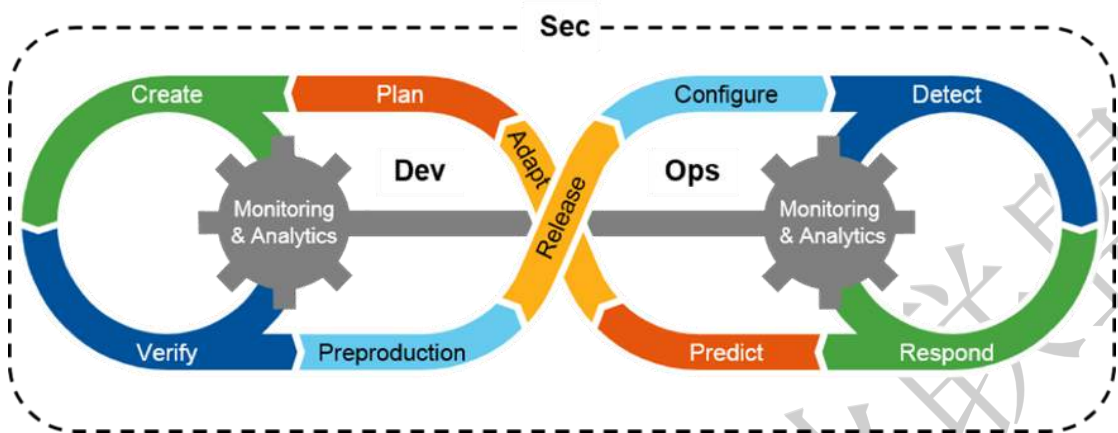 Sec
Create
Plan
Configure
Detect
Adapt
Dev
Ops
Release
Monitoring
& Analytics
Monitoring
& Analytics
Verify
Preproduction
Predict
Respond